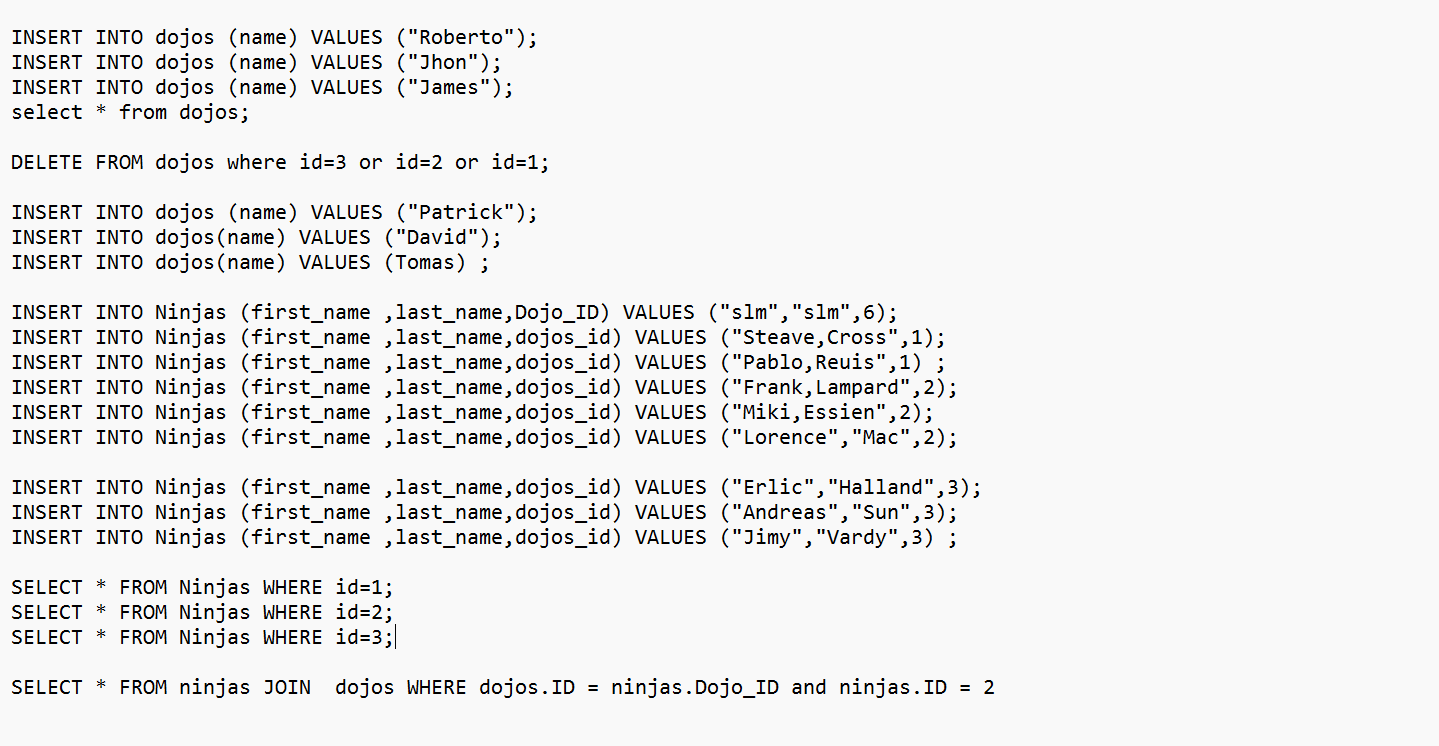 INSERT INTO dojos (name) VALUES ("Roberto");
INSERT INTO dojos (name) VALUES ("Jhon");
INSERT INTO dojos (name) VALUES ("James");
select * from dojos;
DELETE FROM dojos where id=3 or id=2 or id=1;
INSERT INTO dojos (name) VALUES ("Patrick");
INSERT INTO dojos(name) VALUES ("David");
INSERT INTO dojos(name) VALUES (Tomas) ;
INSERT INTO Ninjas (first_name ,last_name,Dojo_ID) VALUES ("slm","slm",6);
INSERT INTO Ninjas (first_name ,last_name,dojos_id) VALUES ("Steave,Cross",1);
INSERT INTO Ninjas (first_name ,last_name,dojos_id) VALUES ("Pablo,Reuis",1) ;
INSERT INTO Ninjas (first_name ,last_name,dojos_id) VALUES ("Frank,Lampard",2);
INSERT INTO Ninjas (first_name ,last_name,dojos_id) VALUES ("Miki,Essien",2);
INSERT INTO Ninjas (first_name ,last_name,dojos_id) VALUES ("Lorence","Mac",2);
INSERT INTO Ninjas (first_name ,last_name,dojos_id) VALUES ("Erlic","Halland",3);
INSERT INTO Ninjas (first_name ,last_name,dojos_id) VALUES ("Andreas","Sun",3);
INSERT INTO Ninjas (first_name ,last_name,dojos_id) VALUES ("Jimy","Vardy",3) ;
SELECT * FROM Ninjas WHERE id=1;
SELECT * FROM Ninjas WHERE id=2;
SELECT * FROM Ninjas WHERE id=3;
SELECT * FROM ninjas JOIN  dojos WHERE dojos.ID = ninjas.Dojo_ID and ninjas.ID = 2